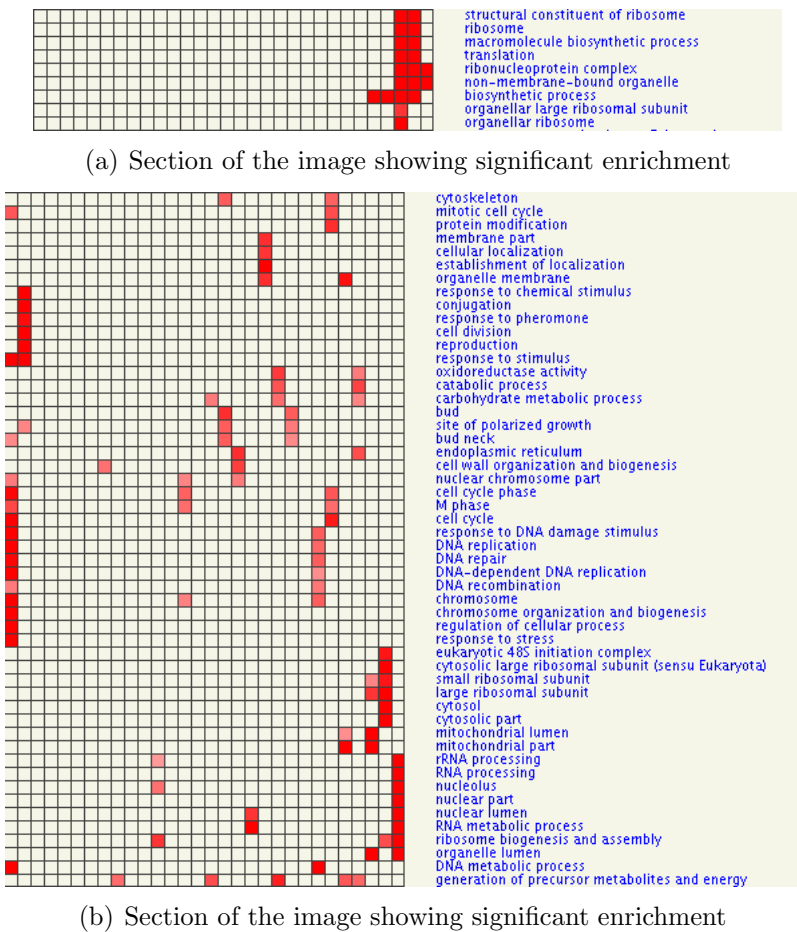 structural constituent of ribosome
ribosome
macromolecule biosynthetic process
translation
ribonucleoprotein complex
non-membrane-bound organelle
biosynthetic process
organellar large ribosomal subunit
organellar ribosome
(a) Section of the image showing significant enrichment
cytoskeleton
mitotic cell cycle
protein modification
membrane part
cellular localization
establishment of localization
organelle membrane
response to chemical stimulus
conjugation
response to pheromone
cell division
reproduction
response to stimulus
oxidoreductase activity
catabolic process
carbohydrate metabolic process
bud
site of polarized growth
bud neck
endoplasmic reticulum
cell wall organization and biogenesis
nuclear chromosome part
cell cycle phase
M phase
cell cycle
response to DNA damage stimulus
DNA replication
DNA repair
DNA-dependent DNA replication
DNA recombination
chromosome
chromosome organization and biogenesis
regulation of cellular process
response to stress
eukaryotic 48S initiation complex
cytosolic large ribosomal subunit (sensu Eukaryota)
small ribosomal subunit
large ribosomal subunit
cytosol
cytosolic part
mitochondrial lumen
mitochondrial part
rRNA processing
RNA processing
nucleolus
nuclear part
nuclear lumen
RNA metabolic process
ribosome biogenesis and assembly
organelle lumen
DNA metabolic process
generation of precursor metabolites and energy
(b) Section of the image showing significant enrichment